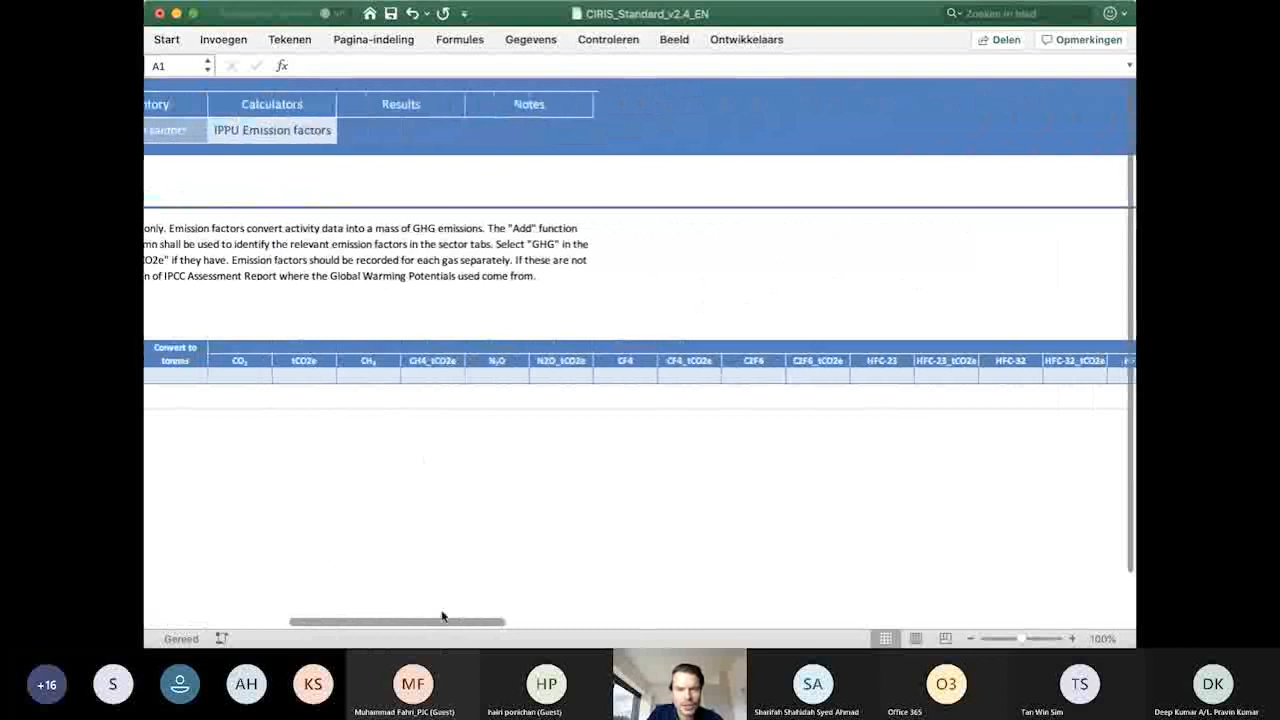 CIRIS_Standard_v2.4_EN
Zoeken in blad
Start Invoegen Tekenen Pagina-indeling Formules Gegevens Controleren Beeld Ontwikkelaars Delen Opmerkingen
A1 fx
ntory Calculators Results Notes
IPPU Emission factors
only. Emission factors convert activity data into a mass of GHG emissions. The "Add" function
mn shall be used to identify the relevant emission factors in the sector tabs. Select "GHG" in the
CO2e" if they have. Emission factors should be recorded for each gas separately. If these are not
n of IPCC Assessment Report where the Global Warming Potentials used come from.
Convert to
tonnes CO₂ tCO2e CH₄ CH4_tCO2e N₂O N2O_tCO2e CF4 CF4_tCO2e C2F6 C2F6_tCO2e HFC-23 HFC-23_tCO2e HFC-32 HFC-32_tCO2e
Gereed 100%
+16 S AH KS MF HP SA O3 TS DK
Muhammad Fahri_PJC (Guest) hairi ponichan (Guest) Sharifah Shahidah Syed Ahmad Office 365 Tan Win Sim Deep Kumar A/L. Pravin Kumar